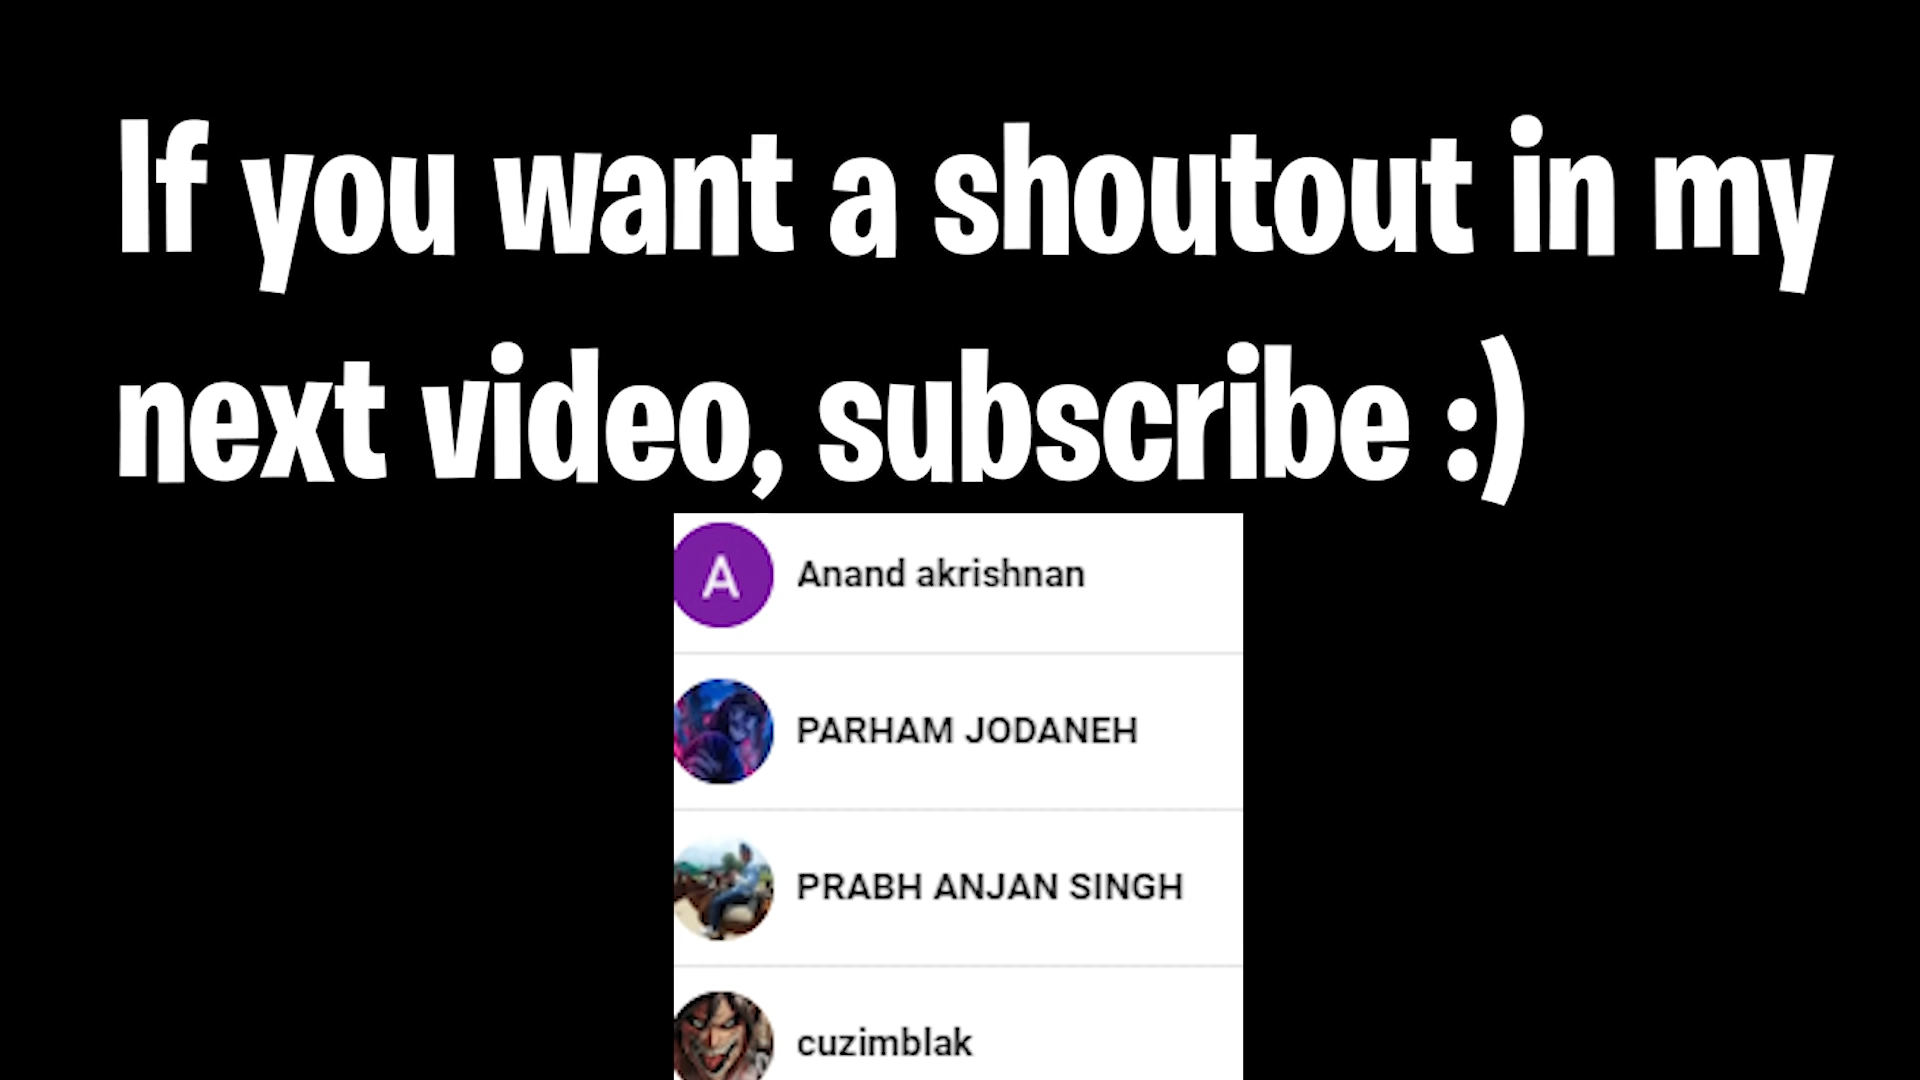 If you want a shoutout in my
next video, subscribe :)
A
Anand akrishnan
PARHAM JODANEH
PRABH ANJAN SINGH
cuzimblak